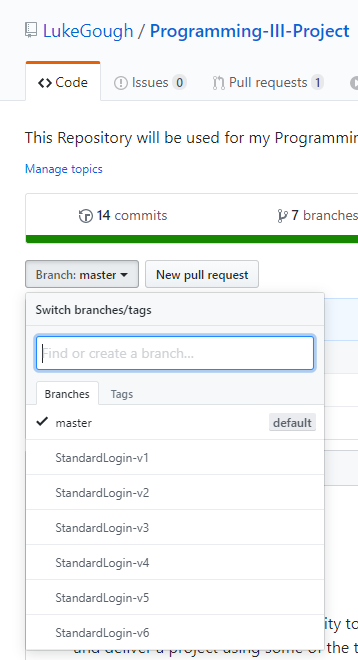 LukeGough / Programming-III-Project
Code Issues 0 Pull requests 1
This Repository will be used for my
Manage topics
14 commits 7 branches
Branch: master New pull request
Switch branches/tags
Find or create a branch...
Branches Tags
master default
StandardLogin-v1
StandardLogin-v2
StandardLogin-v3
StandardLogin-v4
StandardLogin-v5
StandardLogin-v6
to
and deliver a project using some of the